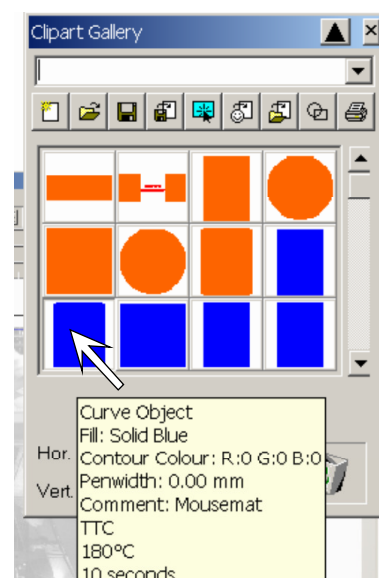 Clipart Gallery
Hor.
Vert.
Curve Object
Fill: Solid Blue
Contour Colour: R:0 G:0 B:0
Penwidth: 0.00 mm
Comment: Mousemat
TTC
180°C
10 seconds